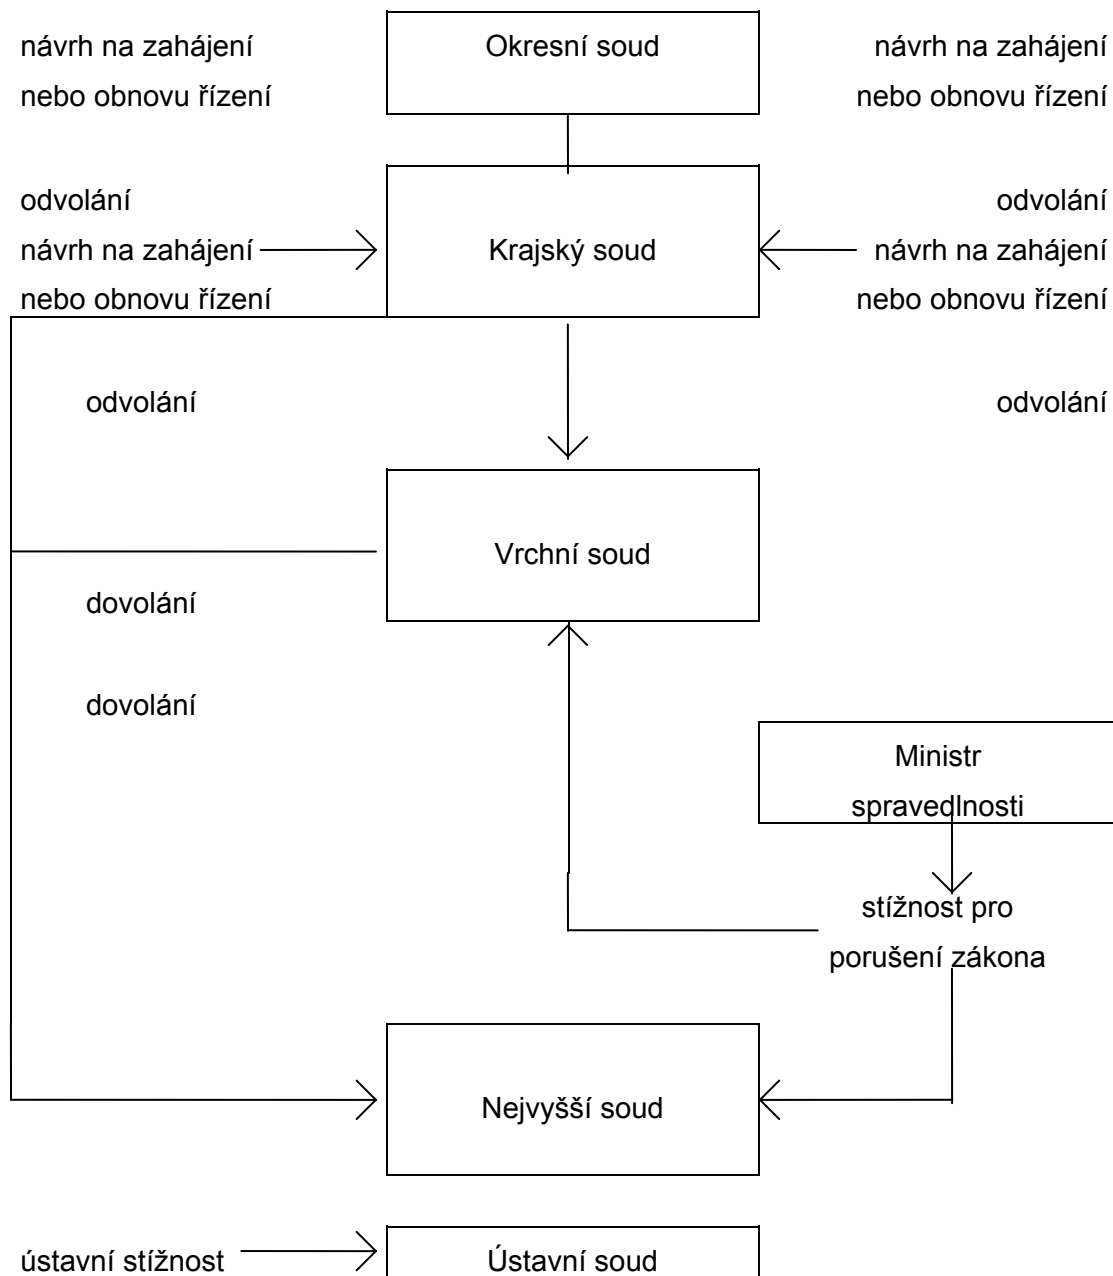 návrh na zahájení
Okresní soud
návrh na zahájení
nebo obnovu řízení
nebo obnovu řízení
odvolání
odvolání
návrh na zahájení
Krajský soud
návrh na zahájení
nebo obnovu řízení
nebo obnovu řízení
odvolání
odvolání
Vrchní soud
dovolání
dovolání
Ministr
spravedlnosti
stížnost pro
porušení zákona
Nejvyšší soud
ústavní stížnost
Ústavní soud